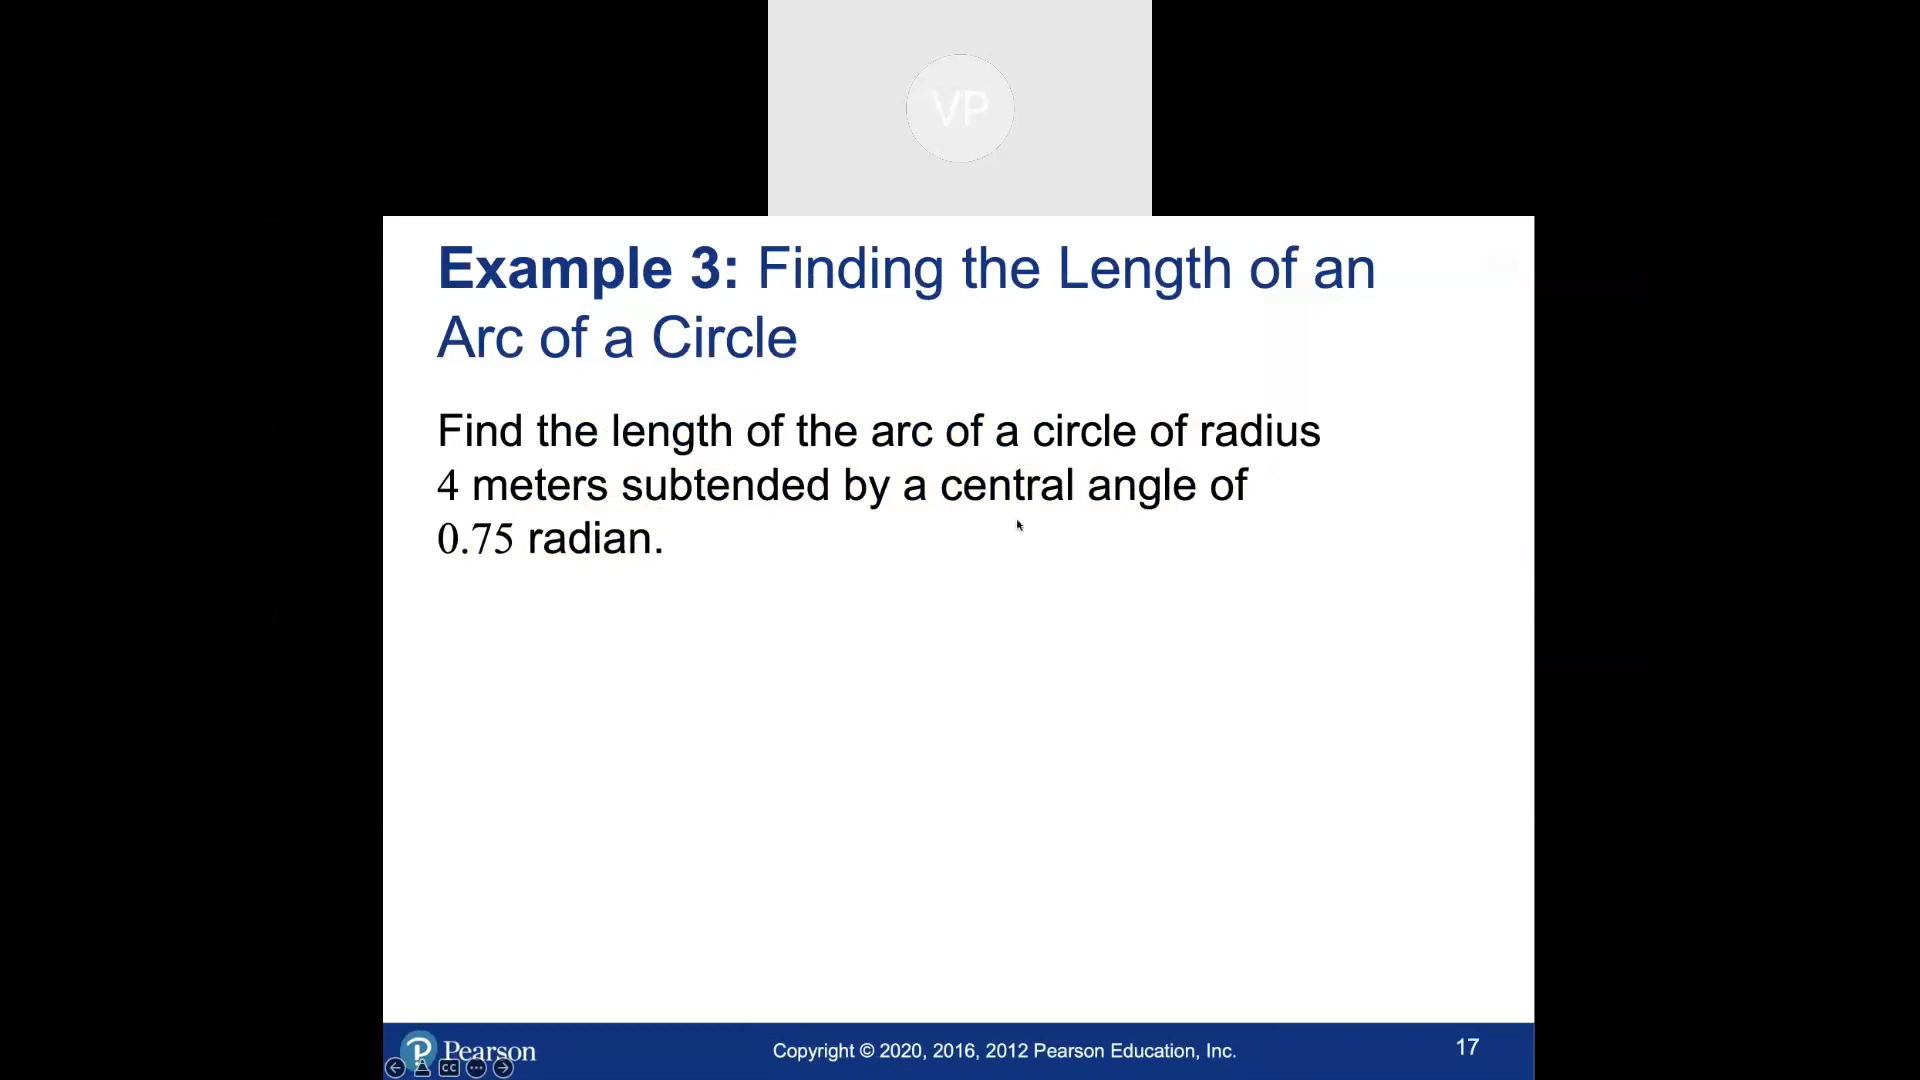 VP
Example 3: Finding the Length of an
Arc of a Circle
Find the length of the arc of a circle of radius
4 meters subtended by a central angle of
0.75 radian.
P Pearson
Copyright © 2020, 2016, 2012 Pearson Education, Inc.
17
CC